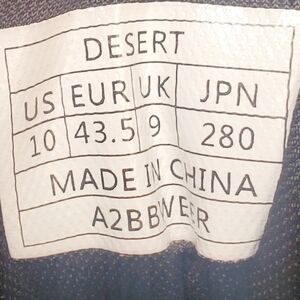 DESERT
US EUR UK JPN
10 43.5 9 280
MADE IN CHINA